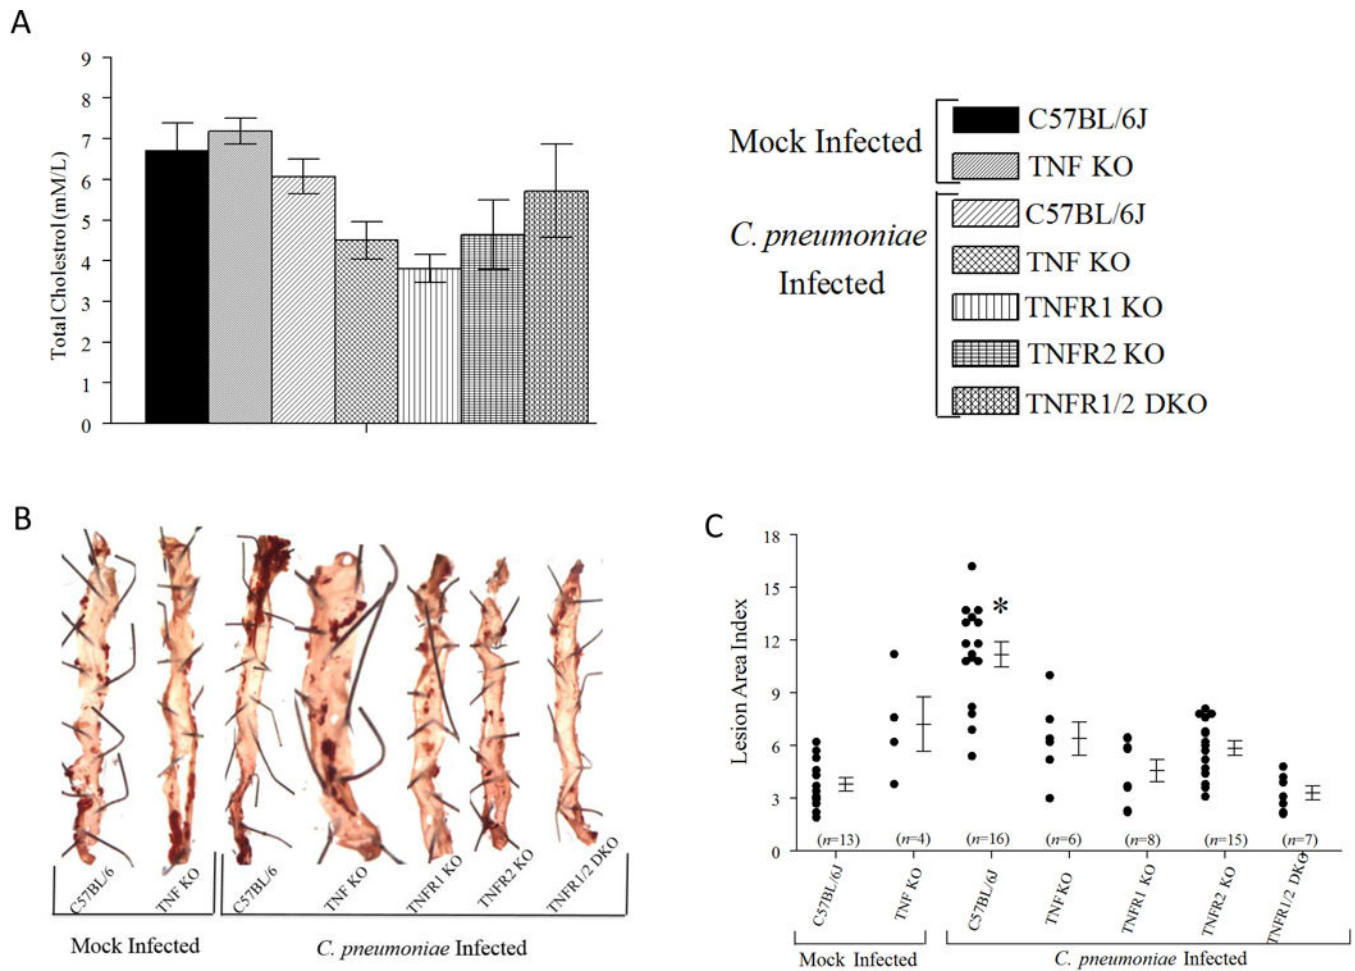 A
9
8
7
6
5
4
3
2
1
0
Total Cholestrol (mM/L)
Mock Infected
C57BL/6J
TNF KO
C. pneumoniae
Infected
C57BL/6J
TNF KO
TNFR1 KO
TNFR2 KO
TNFR1/2 DKO
B
C57BL/6
TNF KO
C57BL/6
TNF KO
TNFR1 KO
TNFR2 KO
TNFR1/2 DKO
Mock Infected
C. pneumoniae Infected
C
18
15
12
9
6
3
0
Lesion Area Index
*
(n=13)
(n=4)
(n=16)
(n=6)
(n=8)
(n=15)
(n=7)
C57BL/6J
TNF KO
C57BL/6J
TNF KO
TNFR1 KO
TNFR2 KO
TNFR1/2 DKO
Mock Infected
C. pneumoniae Infected